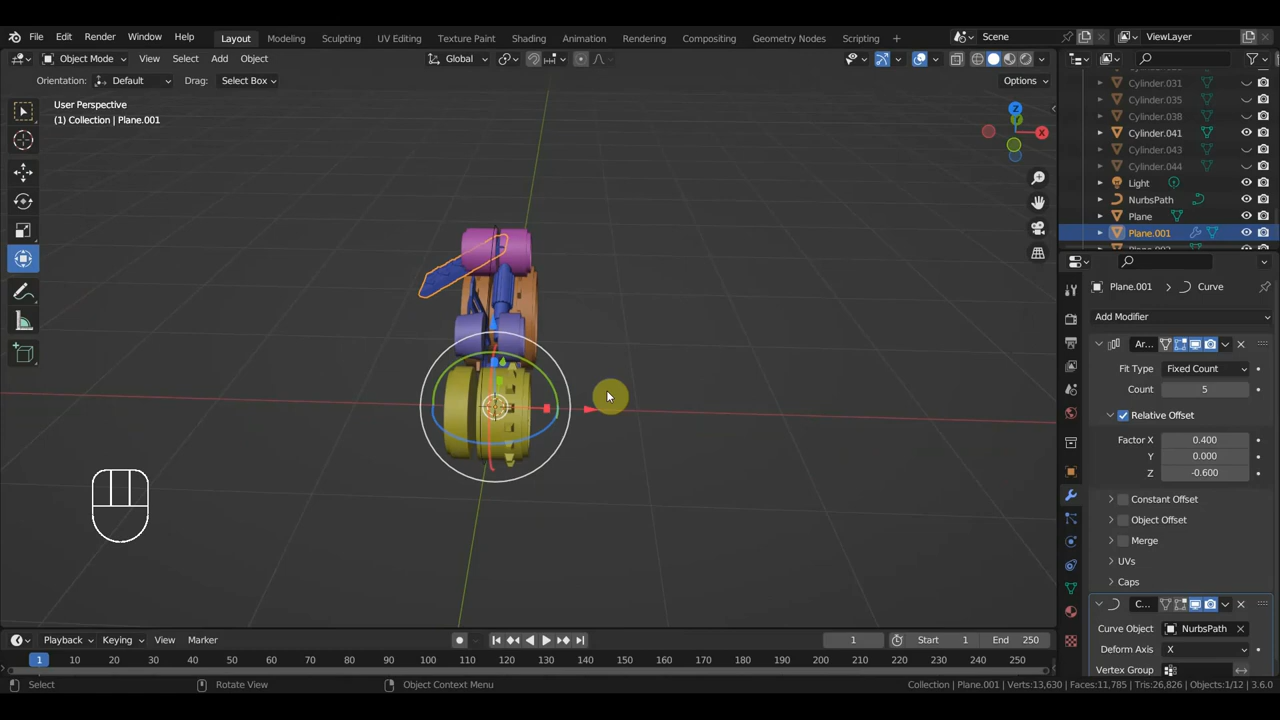 File Edit Render Window Help Layout Modeling Sculpting UV Editing Texture Paint Shading Animation Rendering Compositing Geometry Nodes Scripting + Scene ViewLayer
Object Mode View Select Add Object Global Options
Orientation: Default Drag: Select Box
User Perspective
(1) Collection | Plane.001
Z
Y
X
Cylinder.031
Cylinder.035
Cylinder.038
Cylinder.041
Cylinder.043
Cylinder.044
Light
NurbsPath
Plane
Plane.001
Plane.001 > Curve
Add Modifier
Ar...
Fit Type Fixed Count
Count 5
Relative Offset
Factor X 0.400
Y 0.000
Z -0.600
Constant Offset
Object Offset
Merge
UVs
Caps
C...
Curve Object NurbsPath
Deform Axis X
Vertex Group
Playback Keying View Marker 1 Start 1 End 250
1 10 20 30 40 50 60 70 80 90 100 110 120 130 140 150 160 170 180 190 200 210 220 230 240 250
Select Rotate View Object Context Menu Collection | Plane.001 | Verts:13,630 | Faces:11,785 | Tris:26,826 | Objects:1/12 | 3.6.0